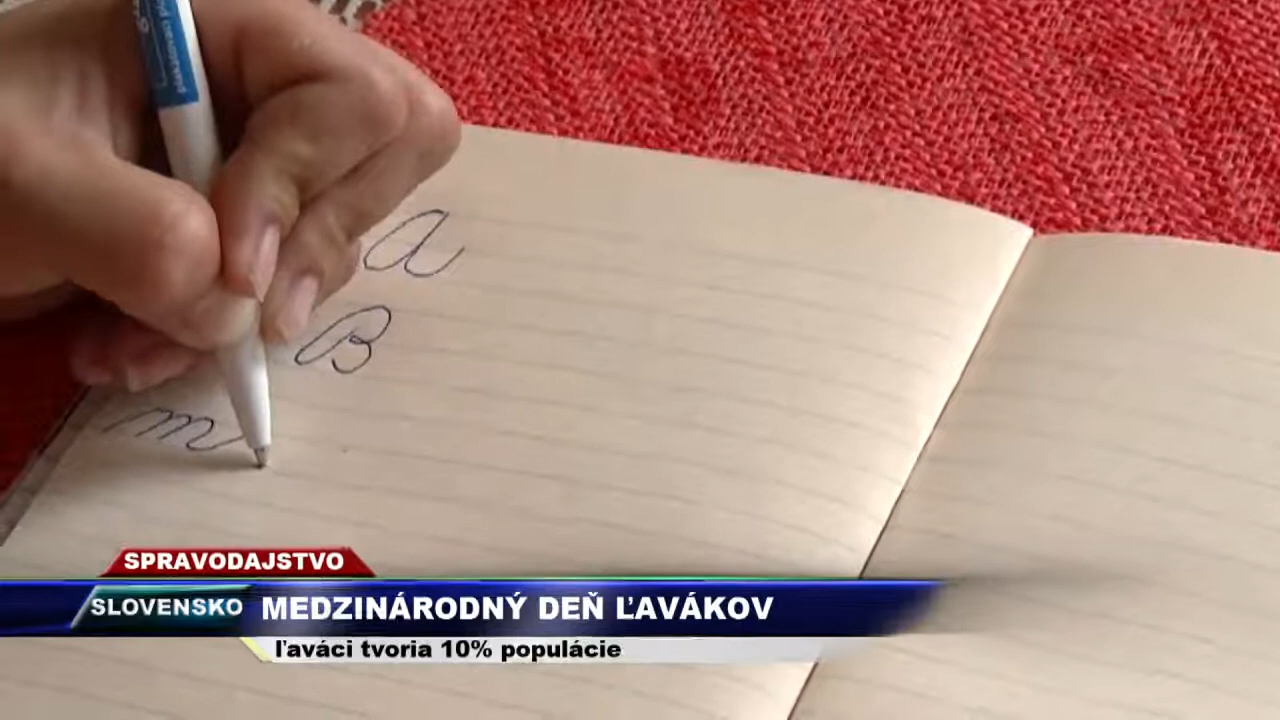 a
B
m
SPRAVODAJSTVO
SLOVENSKO MEDZINÁRODNÝ DEŇ ĽAVÁKOV
ľaváci tvoria 10% populácie